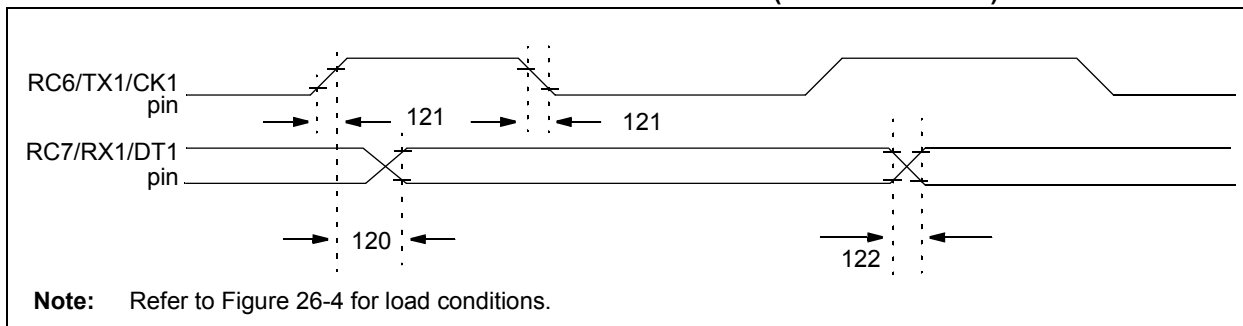 RC6/TX1/CK1
pin
121
121
RC7/RX1/DT1
pin
120
122
Note: Refer to Figure 26-4 for load conditions.